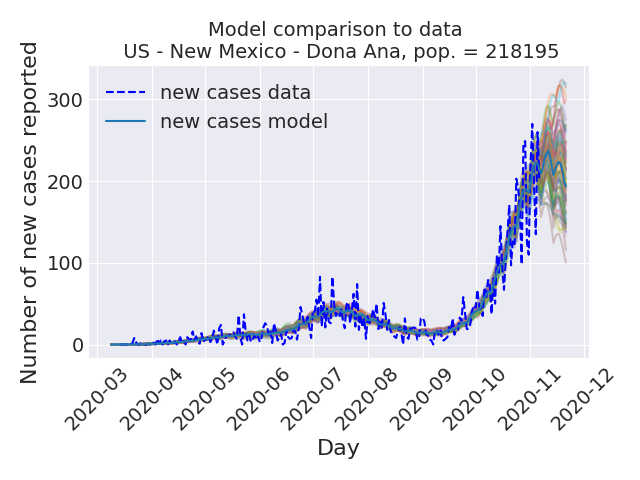 Model comparison to data
US - New Mexico - Dona Ana, pop. = 218195
Number of new cases reported
300
200
100
0
new cases data
new cases model
2020-03
2020-04
2020-05
2020-06
2020-07
2020-08
2020-09
2020-10
2020-11
2020-12
Day